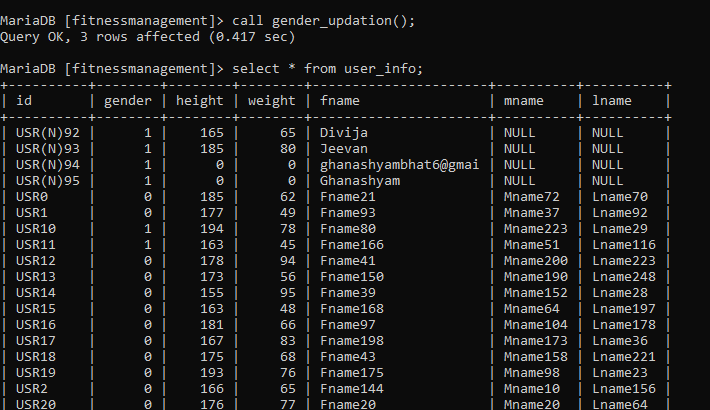 MariaDB [fitnessmanagement]> call gender_updation();
Query OK, 3 rows affected (0.417 sec)
MariaDB [fitnessmanagement]> select * from user_info;
+----------+--------+--------+--------+----------------------+----------+----------+
| id       | gender | height | weight | fname                | mname    | lname    |
+----------+--------+--------+--------+----------------------+----------+----------+
| USR(N)92 |      1 |    165 |     65 | Divija               | NULL     | NULL     |
| USR(N)93 |      1 |    185 |     80 | Jeevan               | NULL     | NULL     |
| USR(N)94 |      1 |      0 |      0 | ghanashyambhat6@gmai | NULL     | NULL     |
| USR(N)95 |      1 |      0 |      0 | Ghanashyam           | NULL     | NULL     |
| USR0     |      0 |    185 |     62 | Fname21              | Mname72  | Lname70  |
| USR1     |      0 |    177 |     49 | Fname93              | Mname37  | Lname92  |
| USR10    |      1 |    194 |     78 | Fname80              | Mname223 | Lname29  |
| USR11    |      1 |    163 |     45 | Fname166             | Mname51  | Lname116 |
| USR12    |      0 |    178 |     94 | Fname41              | Mname200 | Lname223 |
| USR13    |      0 |    173 |     56 | Fname150             | Mname190 | Lname248 |
| USR14    |      0 |    155 |     95 | Fname39              | Mname152 | Lname28  |
| USR15    |      0 |    163 |     48 | Fname168             | Mname64  | Lname197 |
| USR16    |      0 |    181 |     66 | Fname97              | Mname104 | Lname178 |
| USR17    |      0 |    167 |     83 | Fname198             | Mname173 | Lname36  |
| USR18    |      0 |    175 |     68 | Fname43              | Mname158 | Lname221 |
| USR19    |      0 |    193 |     76 | Fname175             | Mname98  | Lname23  |
| USR2     |      0 |    166 |     65 | Fname144             | Mname10  | Lname156 |
| USR20    |      0 |    176 |     77 | Fname20              | Mname20  | Lname64  |